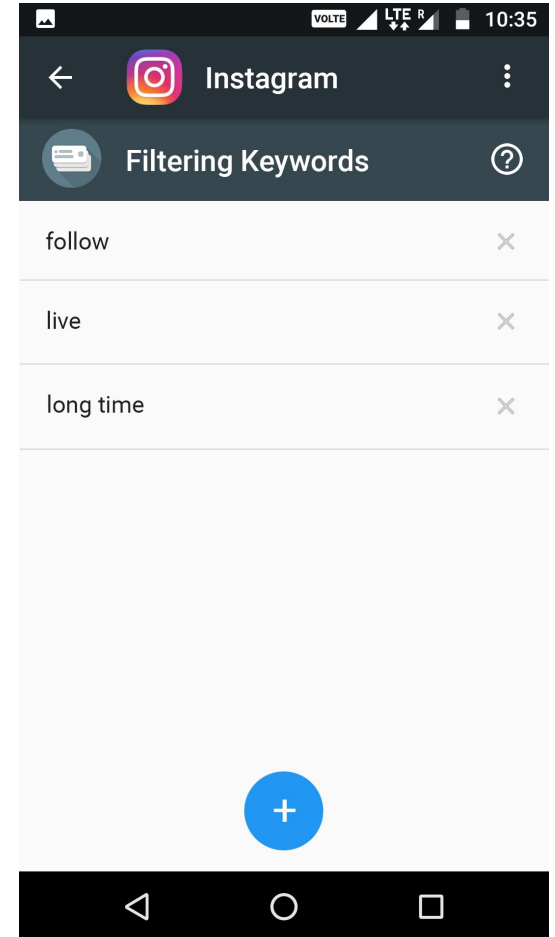 VOLTE LTE R 10:35
Instagram
Filtering Keywords
follow
live
long time